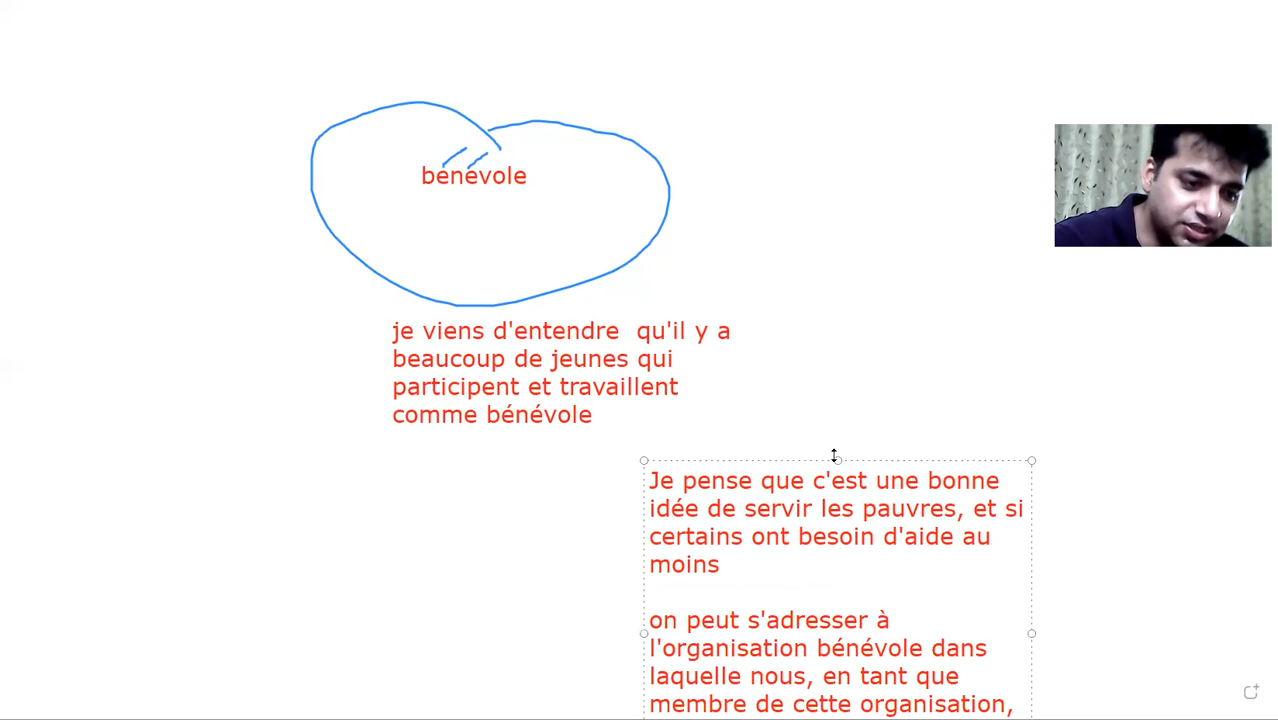 bénévole
je viens d'entendre  qu'il y a
beaucoup de jeunes qui
participent et travaillent
comme bénévole
Je pense que c'est une bonne
idée de servir les pauvres, et si
certains ont besoin d'aide au
moins
on peut s'adresser à
l'organisation bénévole dans
laquelle nous, en tant que
membre de cette organisation,